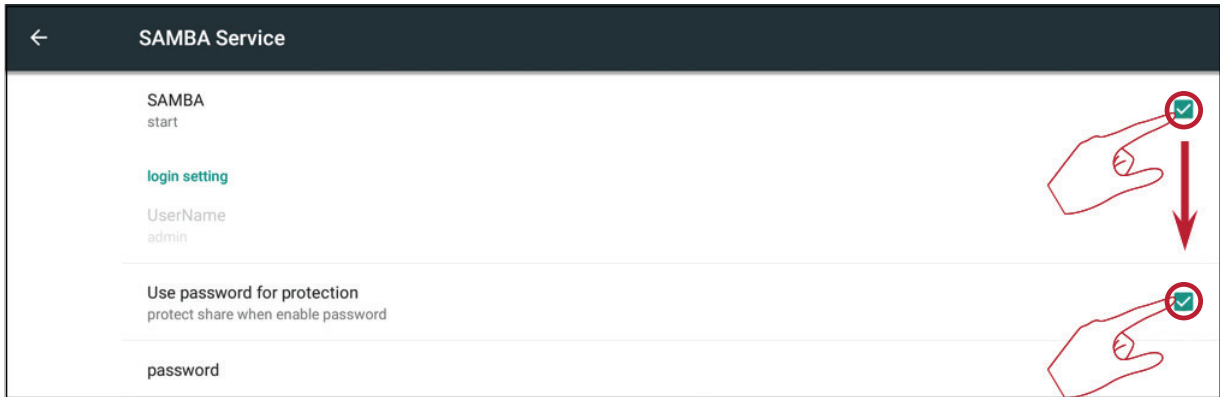 SAMBA Service
SAMBA
start
login setting
UserName
admin
Use password for protection
protect share when enable password
password